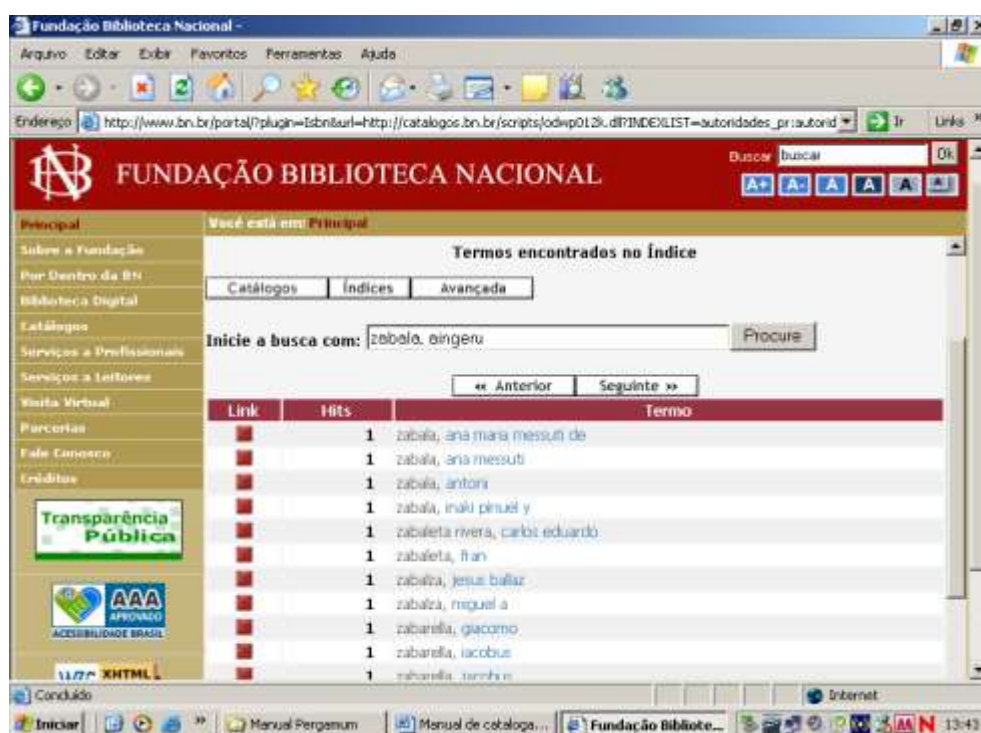 Fundação Biblioteca Nacional -
Arquivo Editar Exibir Favoritos Ferramentas Ajuda
Endereço http://www.bn.br/portal/?plugin=Isbn&url=http://catalogos.bn.br/scripts/odwp012k.dll?INDEXLIST=autoridades_pr:autorid Ir Links »
FUNDAÇÃO BIBLIOTECA NACIONAL
Buscar buscar Ok
A+ A- A A A
Principal
Você está em: Principal
Sobre a Fundação
Por Dentro da BN
Biblioteca Digital
Catálogos
Serviços a Profissionais
Serviços a Leitores
Visita Virtual
Parcerias
Fale Conosco
Créditos
Transparência
Pública
AAA
APROVADO
ACESSIBILIDADE BRASIL
W3C XHTML
Termos encontrados no Índice
Catálogos Índices Avançada
Inicie a busca com: zabala, aingeru Procure
« Anterior Seguinte »
Link Hits Termo
1 zabala, ana maria messuti de
1 zabala, ana messuti
1 zabala, antoni
1 zabala, inaki pinuel y
1 zabaleta rivera, carlos eduardo
1 zabaleta, fran
1 zabalza, jesus ballaz
1 zabalza, miguel a
1 zabarella, giacomo
1 zabarella, iacobus
1 zabarella, jacobus
Concluído Internet
Iniciar » Manual Pergamum Manual de cataloga... Fundação Bibliote... 13:43